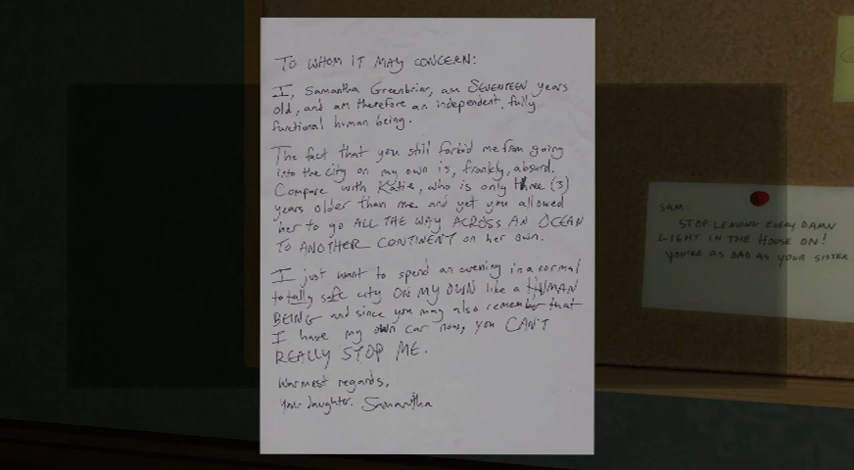 TO WHOM IT MAY CONCERN:
I, Samantha Greenbriar, am SEVENTEEN years
old, and am therefore an independent, fully
functional human being.
The fact that you still forbid me from going
into the city on my own is, frankly, absurd.
Compare with Katie, who is only three (3)
years older than me and yet you allowed
her to go ALL THE WAY ACROSS AN OCEAN
TO ANOTHER CONTINENT on her own.
I just want to spend an evening in a normal
totally safe city ON MY OWN like a HUMAN
BEING and since you may also remember that
I have my own car now, you CAN'T
REALLY STOP ME.
Warmest regards,
Your daughter, Samantha
SAM:
STOP LEAVING EVERY DAMN
LIGHT IN THE HOUSE ON!
YOU'RE AS BAD AS YOUR SISTER